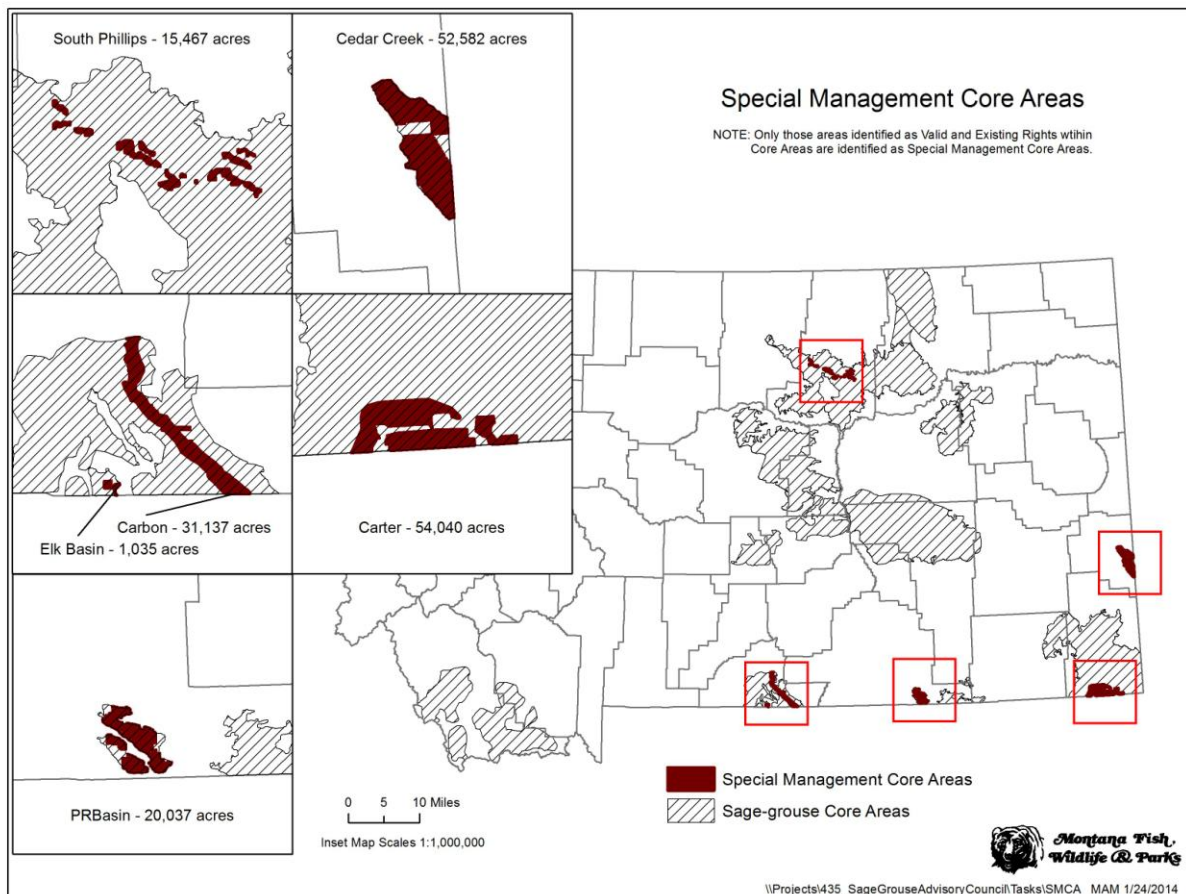 South Phillips - 15,467 acres
Cedar Creek - 52,582 acres
Special Management Core Areas
NOTE: Only those areas identified as Valid and Existing Rights wtihin
Core Areas are identified as Special Management Core Areas.
Carbon - 31,137 acres
Elk Basin - 1,035 acres
Carter - 54,040 acres
PRBasin - 20,037 acres
0 5 10 Miles
Inset Map Scales 1:1,000,000
Special Management Core Areas
Sage-grouse Core Areas
Montana Fish,
Wildlife & Parks
\\Projects\435_SageGrouseAdvisoryCouncil\Tasks\SMCA_MAM 1/24/2014